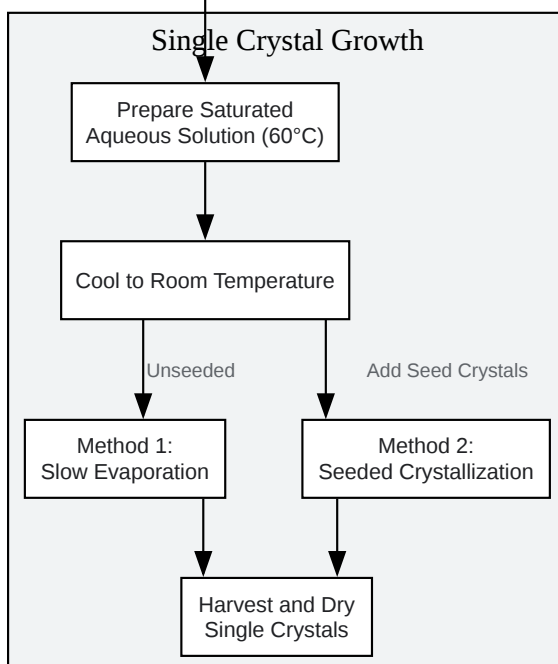 Single Crystal Growth
Prepare Saturated
Aqueous Solution (60°C)
Cool to Room Temperature
Unseeded
Add Seed Crystals
Method 1:
Slow Evaporation
Method 2:
Seeded Crystallization
Harvest and Dry
Single Crystals